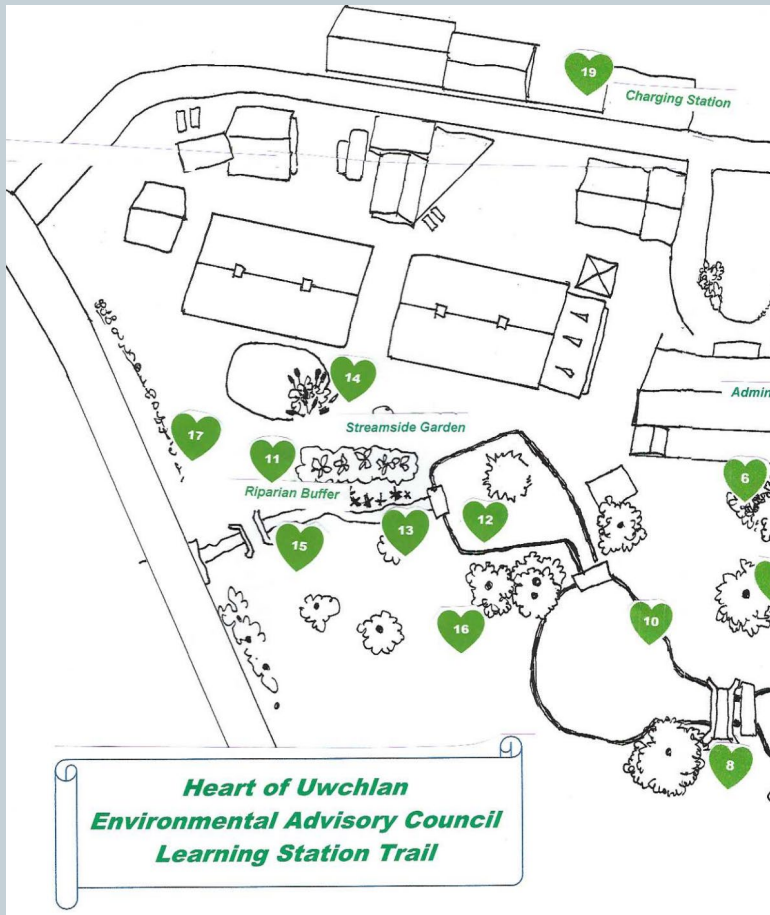 19
Charging Station
14
Admin
Streamside Garden
17
11
Riparian Buffer
6
13
12
15
16
10
8
Heart of Uwchlan
Environmental Advisory Council
Learning Station Trail